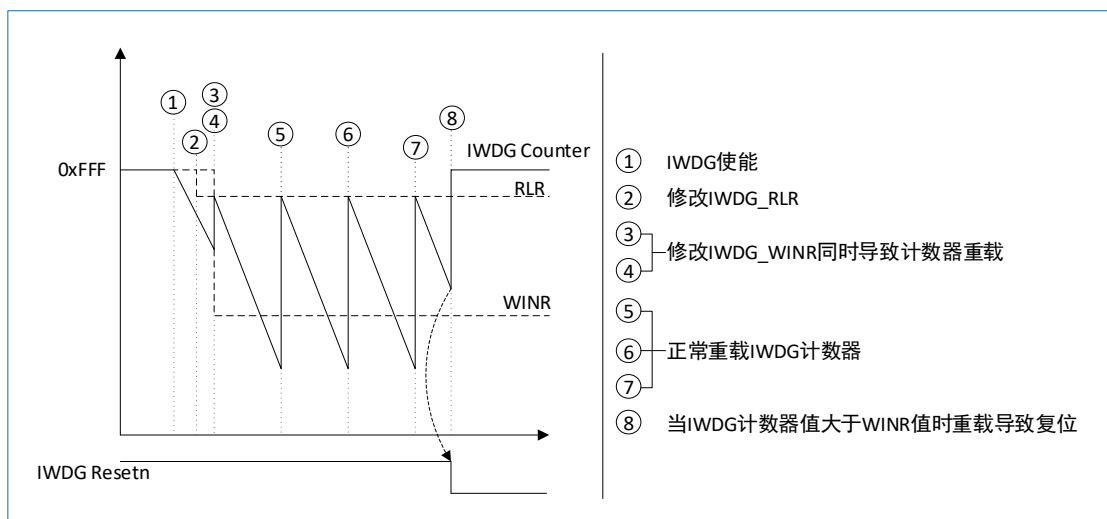 ①
②
③
④
⑤
⑥
⑦
⑧
IWDG Counter
0xFFF
RLR
WINR
IWDG Resetn
① IWDG使能
② 修改IWDG_RLR
③
④
修改IWDG_WINR同时导致计数器重载
⑤
⑥ 正常重载IWDG计数器
⑦
⑧ 当IWDG计数器值大于WINR值时重载导致复位